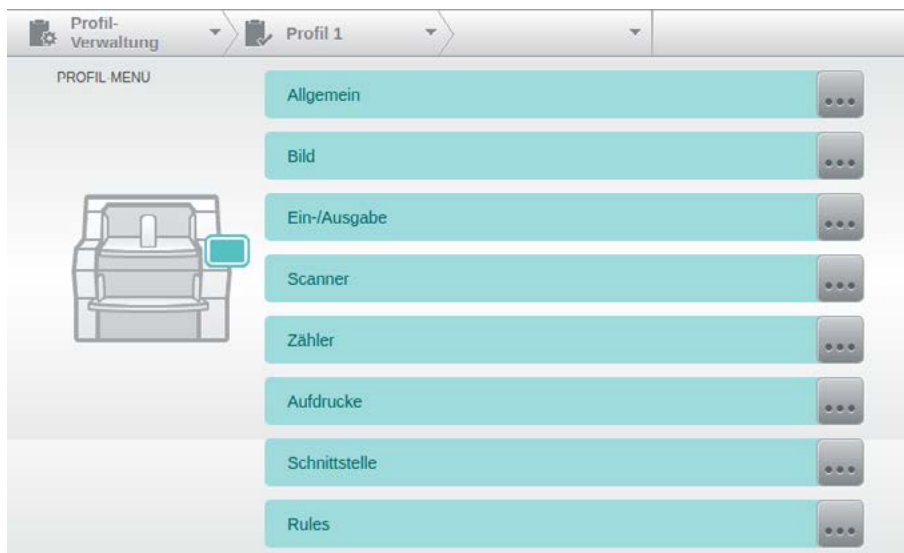 Profil-
Verwaltung
Profil 1
PROFIL-MENU
Allgemein
Bild
Ein-/Ausgabe
Scanner
Zähler
Aufdrucke
Schnittstelle
Rules